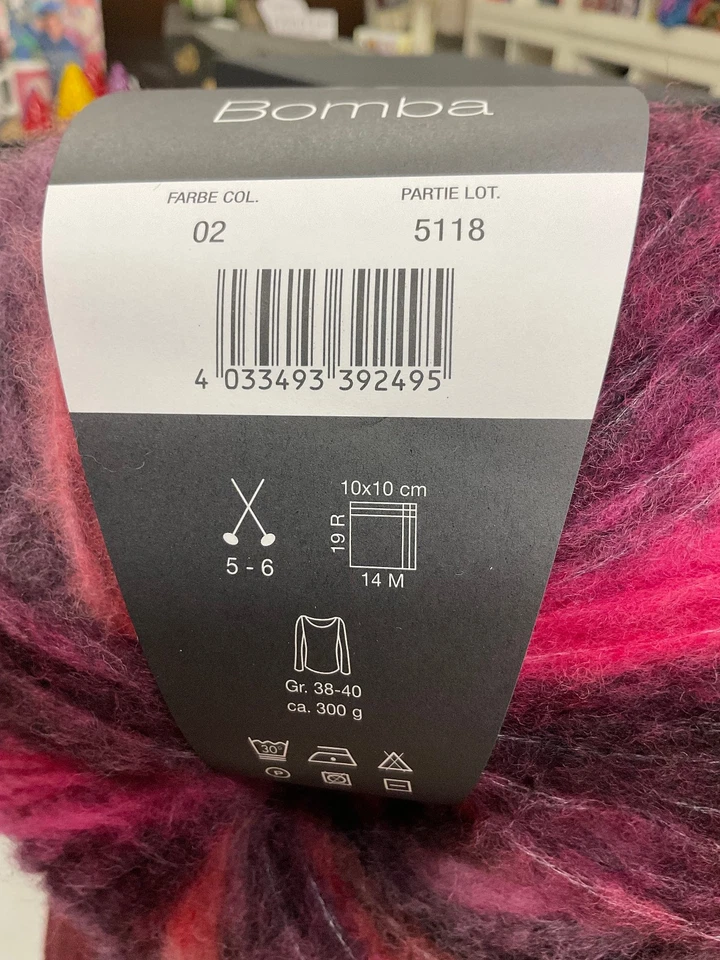 Bomba
FARBE COL.
PARTIE LOT.
02
5118
4 033493 392495
10x10 cm
19 R
5 - 6
14 M
Gr. 38-40
ca. 300 g
30°
P